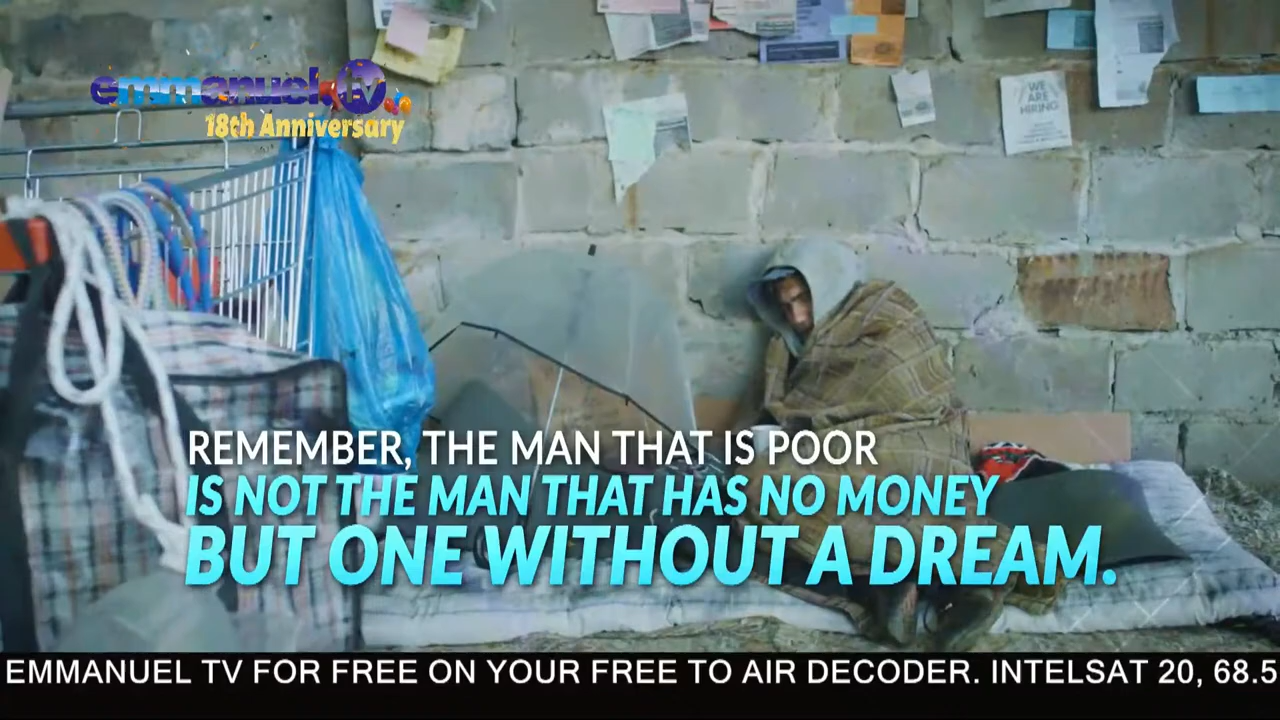 emmanuel tv
18th Anniversary
WE
ARE
HIRING
REMEMBER, THE MAN THAT IS POOR
IS NOT THE MAN THAT HAS NO MONEY
BUT ONE WITHOUT A DREAM.
EMMANUEL TV FOR FREE ON YOUR FREE TO AIR DECODER. INTELSAT 20, 68.5